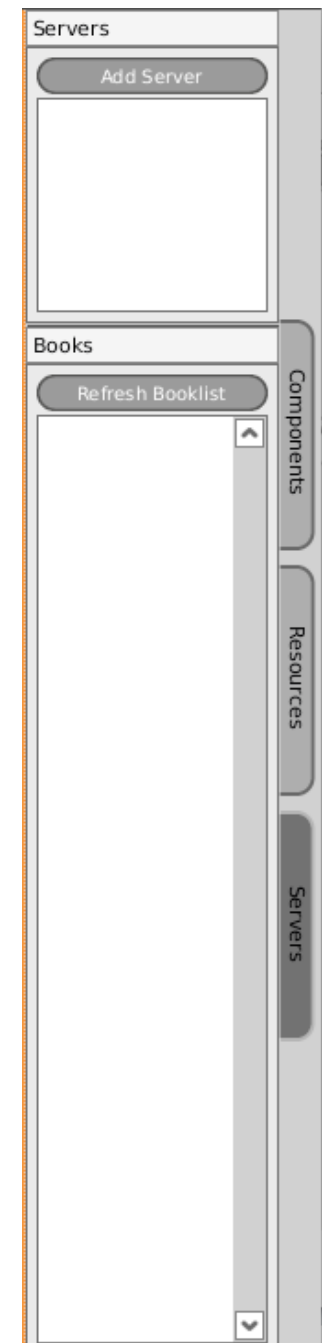 Servers
Add Server
Books
Refresh Booklist
Components
Resources
Servers